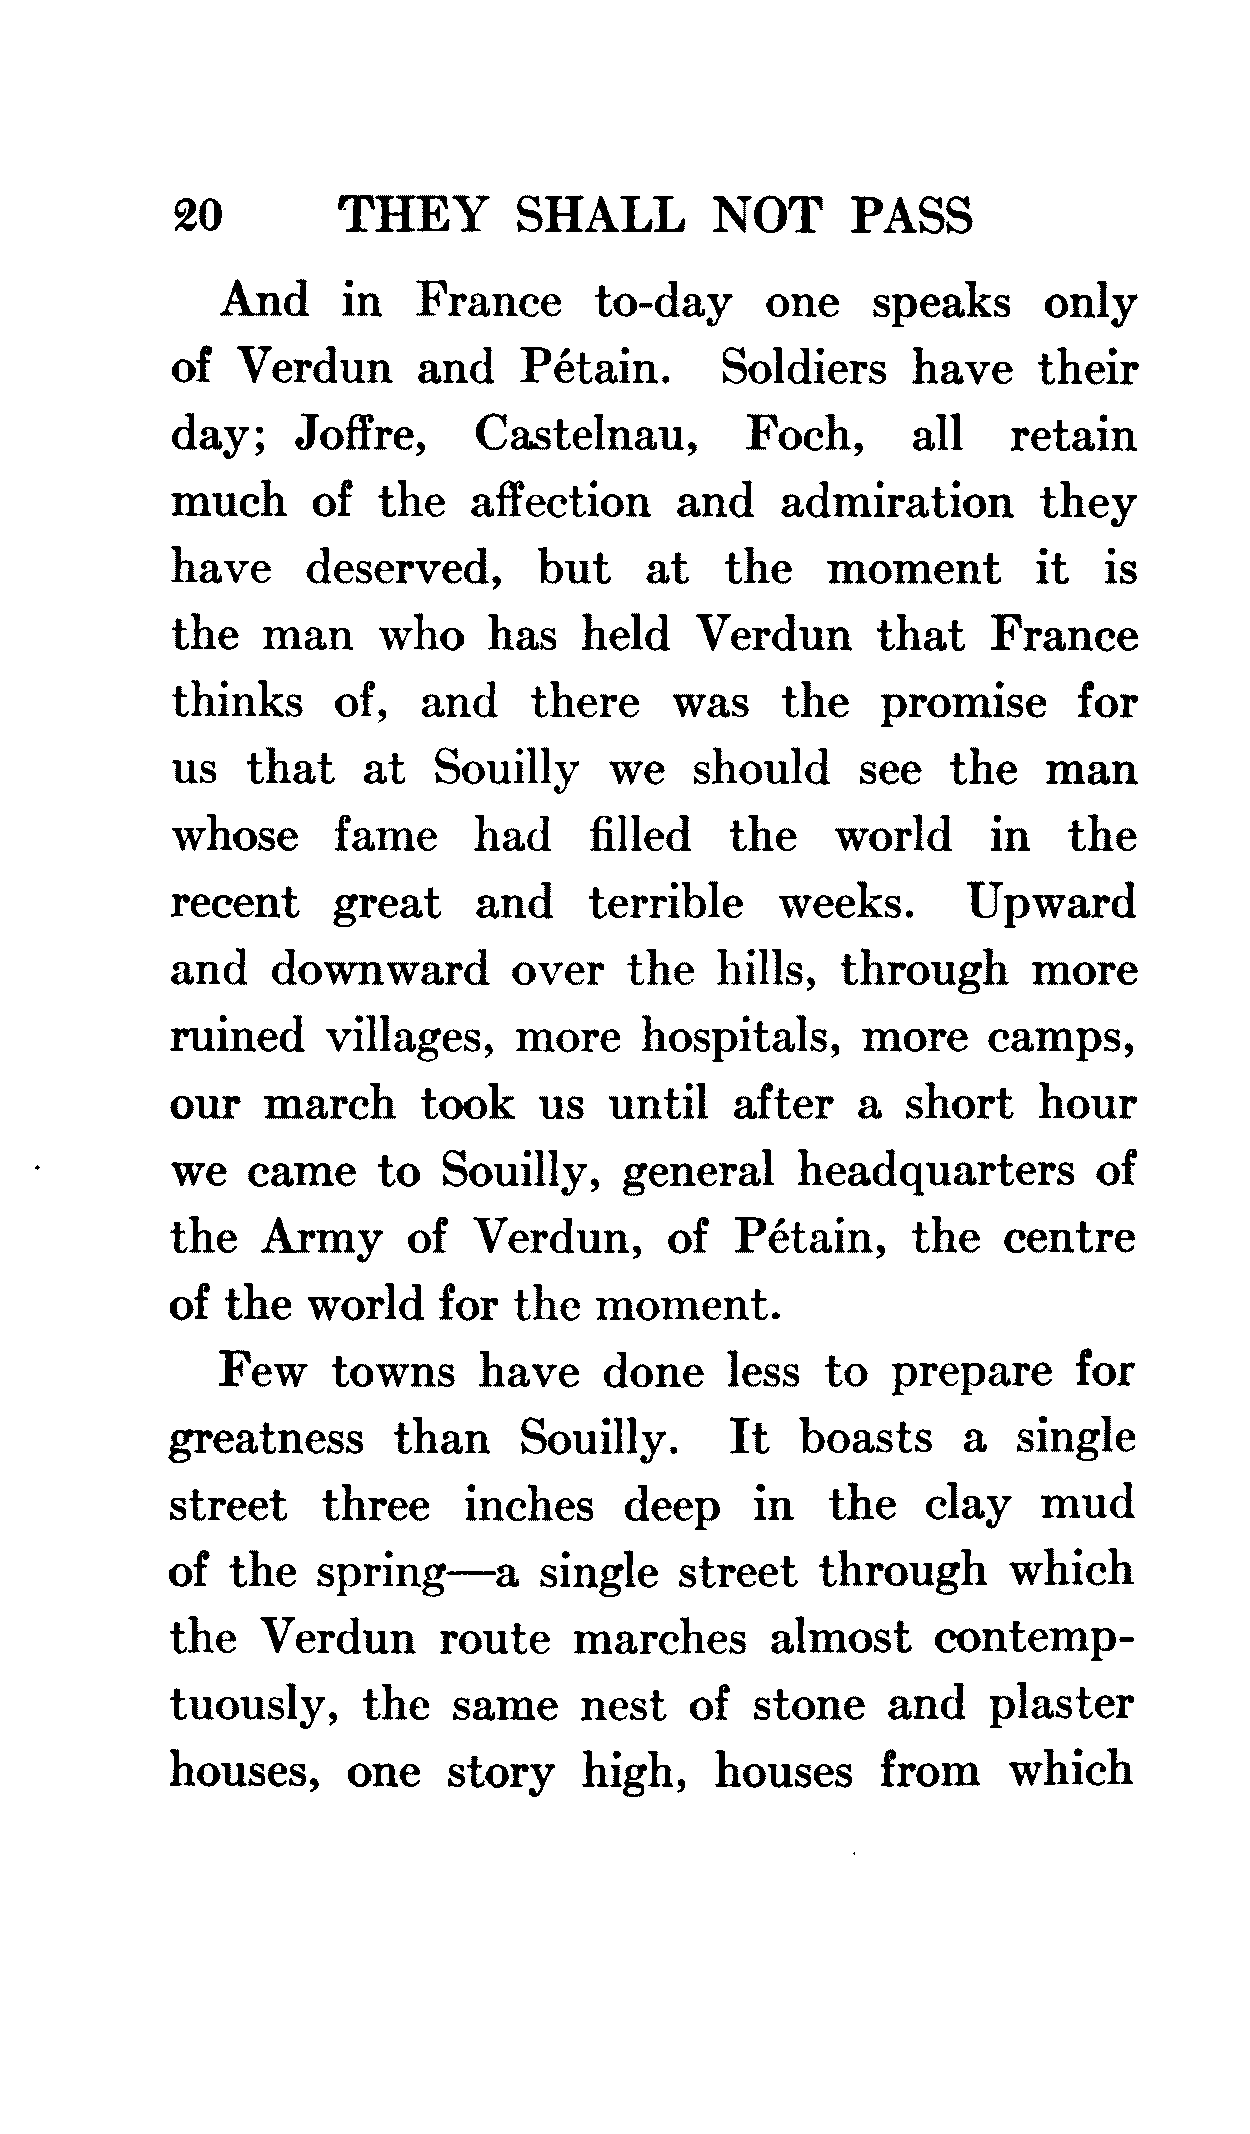 20 THEY SHALL NOT PASS
And in France to-day one speaks only
of Verdun and Pétain. Soldiers have their
day; Joffre, Castelnau, Foch, all retain
much of the affection and admiration they
have deserved, but at the moment it is
the man who has held Verdun that France
thinks of, and there was the promise for
us that at Souilly we should see the man
whose fame had filled the world in the
recent great and terrible weeks. Upward
and downward over the hills, through more
ruined villages, more hospitals, more camps,
our march took us until after a short hour
we came to Souilly, general headquarters of
the Army of Verdun, of Pétain, the centre
of the world for the moment.
Few towns have done less to prepare for
greatness than Souilly. It boasts a single
street three inches deep in the clay mud
of the spring—a single street through which
the Verdun route marches almost contemp-
tuously, the same nest of stone and plaster
houses, one story high, houses from which